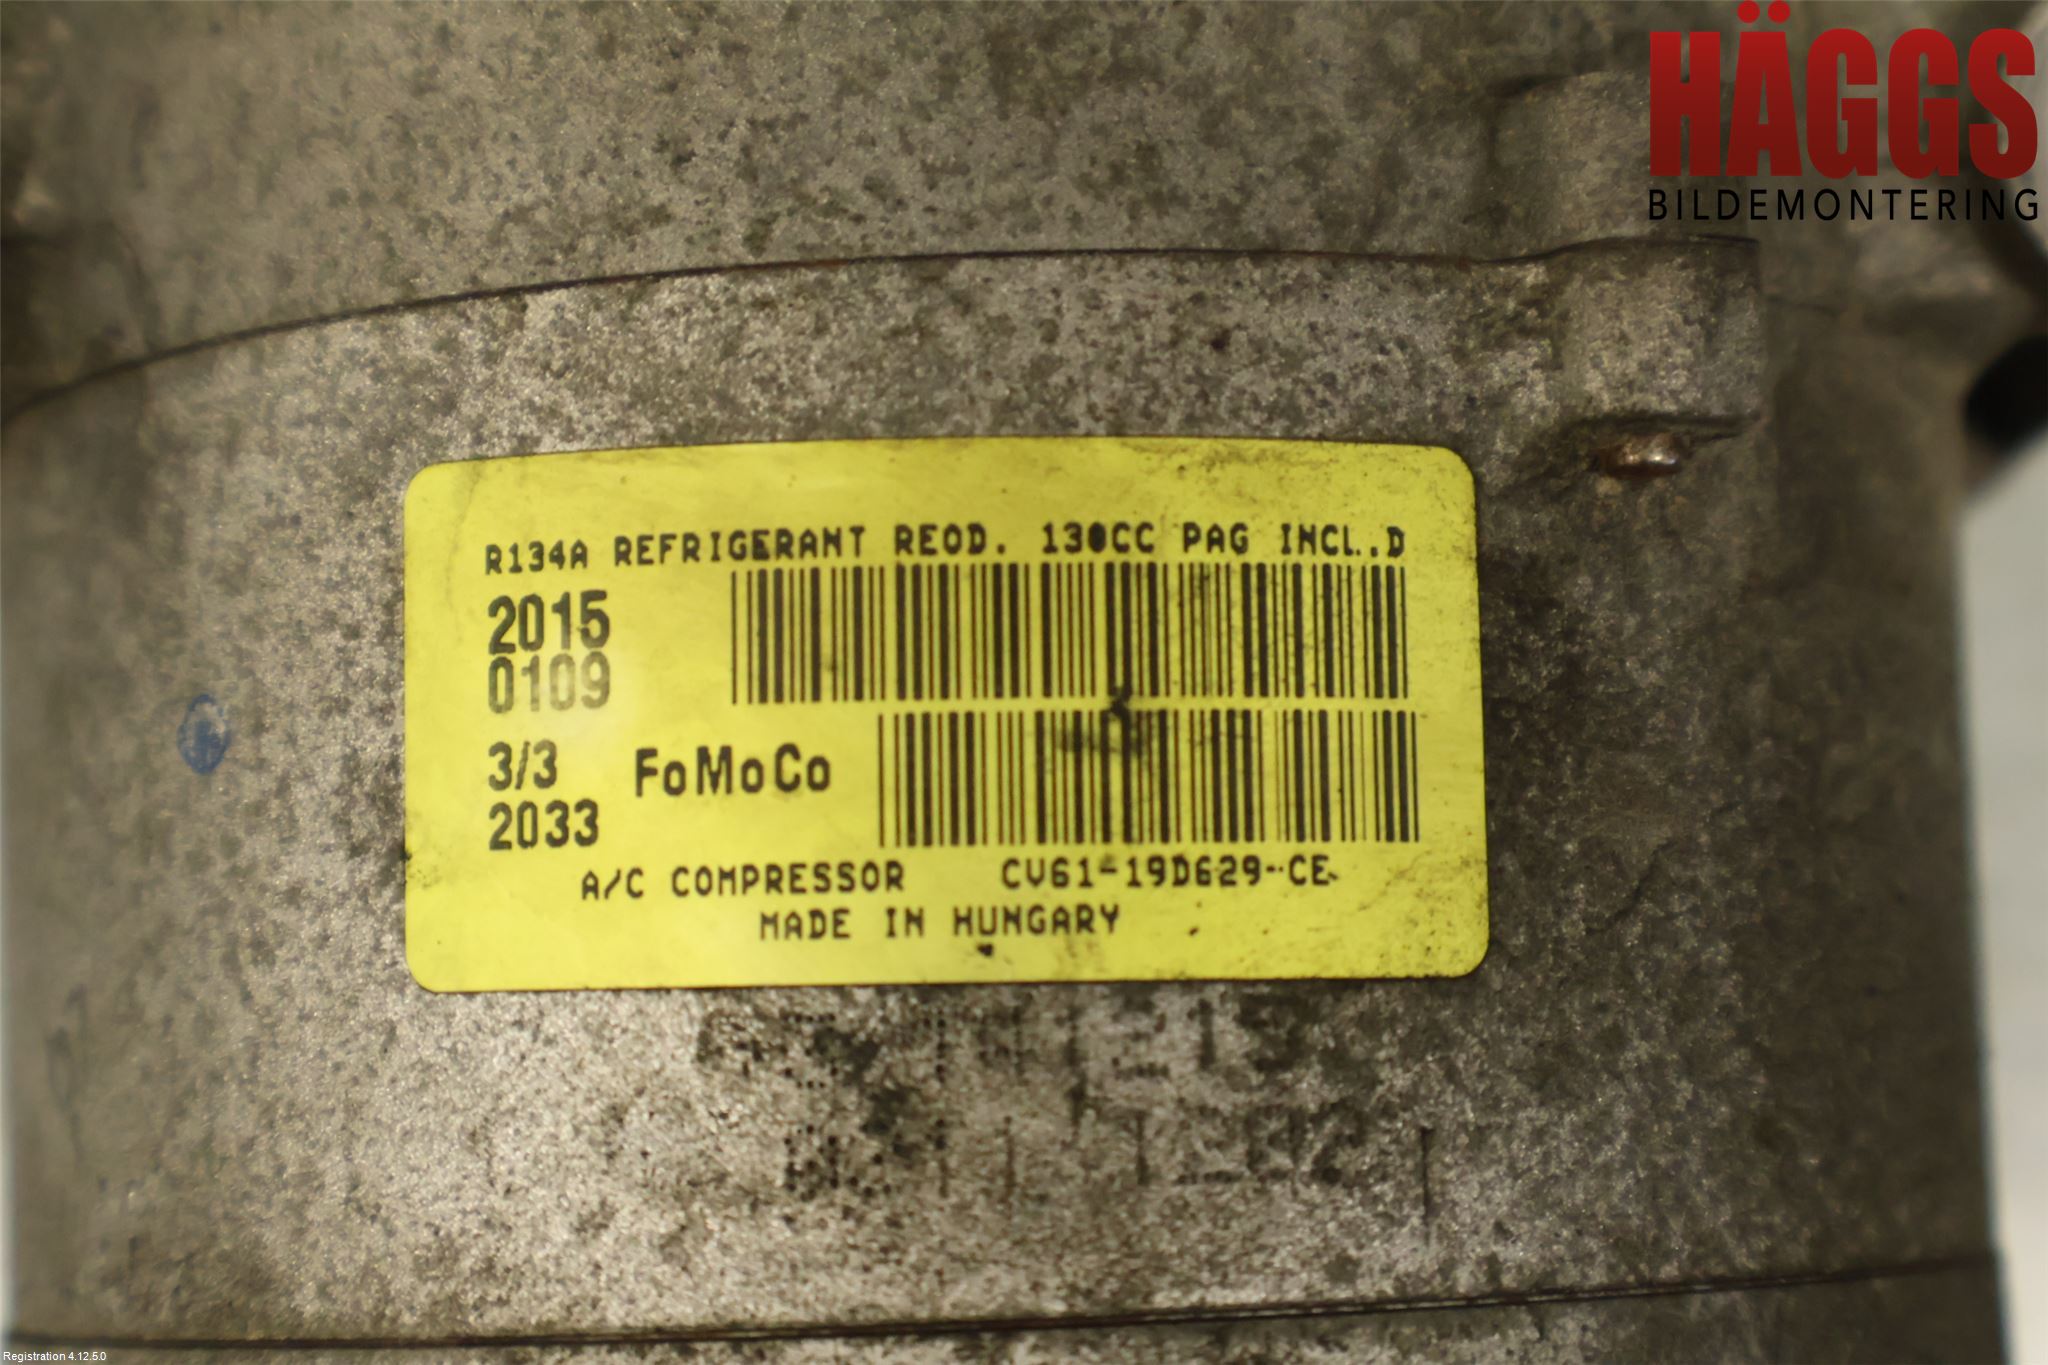 HÄGGS
BILDEMONTERING
R134A REFRIGERANT REQD. 130CC PAG INCL.D
2015
0109
3/3 FoMoCo
2033
A/C COMPRESSOR CV61-19D629-CE
MADE IN HUNGARY
Registration 4.12.5.0